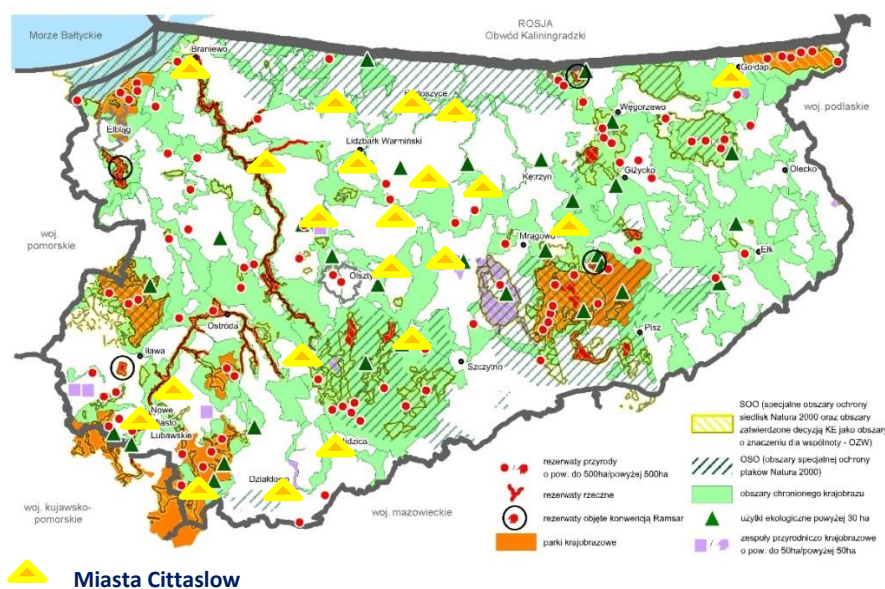 Morze Bałtyckie
ROSJA
Obwód Kaliningradzki
Braniewo
Gołdap
woj. podlaskie
Węgorzewo
Elbląg
Lidzbark Warmiński
Kętrzyn
Giżycko
Olecko
woj.
pomorskie
Mrągowo
Ełk
Ostróda
Pisz
Iława
Szczytno
Nowe
Lubawskie
woj. kujawsko-
pomorskie
woj. mazowieckie
SOO (specjalne obszary ochrony
siedlisk Natura 2000 oraz obszary
zatwierdzone decyzją KE jako obszary
o znaczeniu dla wspólnoty - OZW)
OSO (obszary specjalnej ochrony
ptaków Natura 2000)
obszary chronionego krajobrazu
użytki ekologiczne powyżej 30 ha
zespoły przyrodniczo krajobrazowe
o pow. do 50ha/powyżej 50ha
rezerwaty przyrody
o pow. do 500ha/powyżej 500ha
rezerwaty rzeczne
rezerwaty objęte konwencją Ramsar
parki krajobrazowe
Miasta Cittaslow